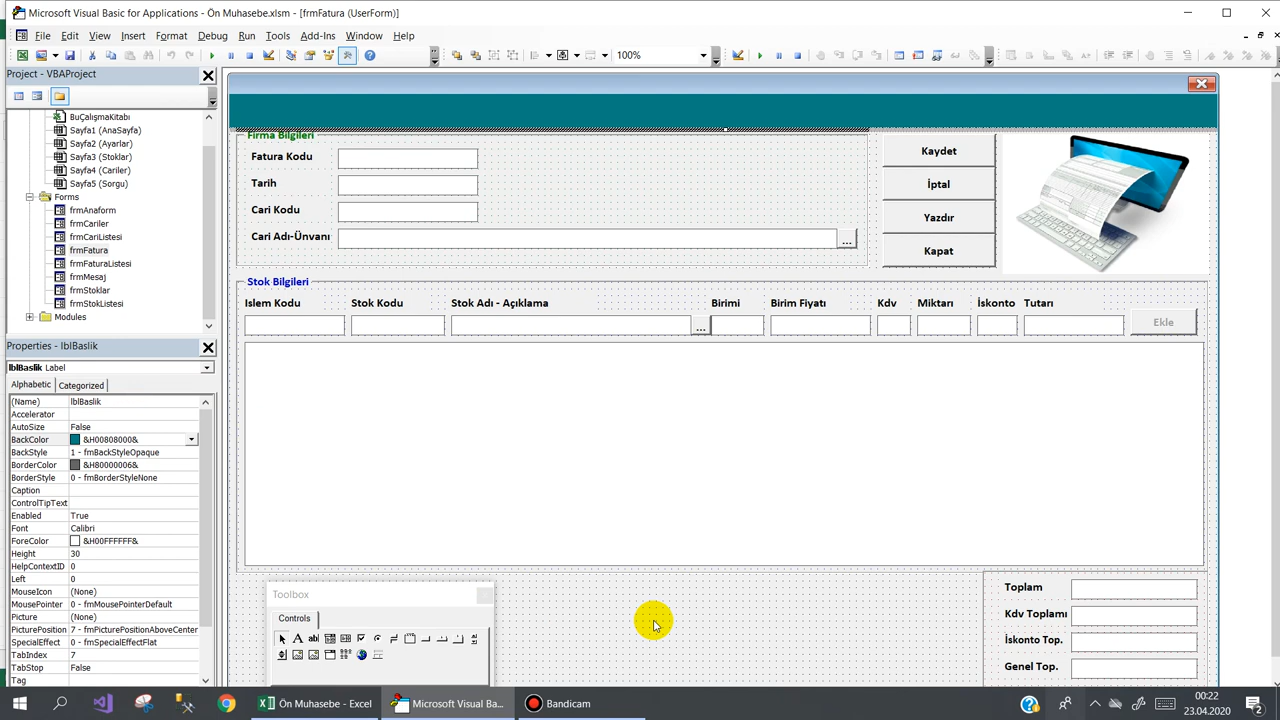 Microsoft Visual Basic for Applications - Ön Muhasebe.xlsm - [frmFatura (UserForm)]
File Edit View Insert Format Debug Run Tools Add-Ins Window Help
100%
Project - VBAProject
BuÇalışmaKitabı
Sayfa1 (AnaSayfa)
Sayfa2 (Ayarlar)
Sayfa3 (Stoklar)
Sayfa4 (Cariler)
Sayfa5 (Sorgu)
Forms
frmAnaform
frmCariler
frmCariListesi
frmFatura
frmFaturaListesi
frmMesaj
frmStoklar
frmStokListesi
Modules
Properties - lblBaslik
lblBaslik Label
Alphabetic Categorized
(Name) lblBaslik
Accelerator
AutoSize False
BackColor &H00808000&
BackStyle 1 - fmBackStyleOpaque
BorderColor &H80000006&
BorderStyle 0 - fmBorderStyleNone
Caption
ControlTipText
Enabled True
Font Calibri
ForeColor &H00FFFFFF&
Height 30
HelpContextID 0
Left 0
MouseIcon (None)
MousePointer 0 - fmMousePointerDefault
Picture (None)
PicturePosition 7 - fmPicturePositionAboveCenter
SpecialEffect 0 - fmSpecialEffectFlat
TabIndex 7
TabStop False
Tag
Firma Bilgileri
Fatura Kodu
Tarih
Cari Kodu
Cari Adı-Ünvanı
...
Kaydet
İptal
Yazdır
Kapat
Stok Bilgileri
Islem Kodu Stok Kodu Stok Adı - Açıklama Birimi Birim Fiyatı Kdv Miktarı İskonto Tutarı
... Ekle
Toolbox
Controls
Toplam
Kdv Toplamı
İskonto Top.
Genel Top.
Ön Muhasebe - Excel
Microsoft Visual Ba...
Bandicam
00:22
23.04.2020
2